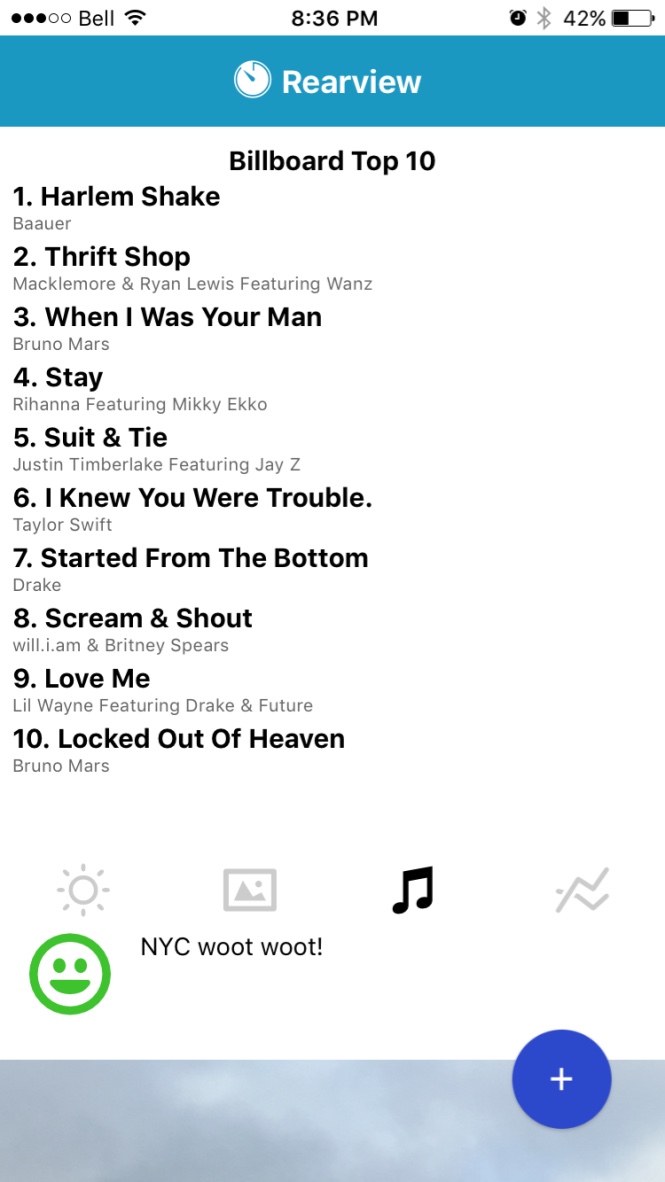 Bell 8:36 PM 42%
Rearview
Billboard Top 10
1. Harlem Shake
Baauer
2. Thrift Shop
Macklemore & Ryan Lewis Featuring Wanz
3. When I Was Your Man
Bruno Mars
4. Stay
Rihanna Featuring Mikky Ekko
5. Suit & Tie
Justin Timberlake Featuring Jay Z
6. I Knew You Were Trouble.
Taylor Swift
7. Started From The Bottom
Drake
8. Scream & Shout
will.i.am & Britney Spears
9. Love Me
Lil Wayne Featuring Drake & Future
10. Locked Out Of Heaven
Bruno Mars
NYC woot woot!
+